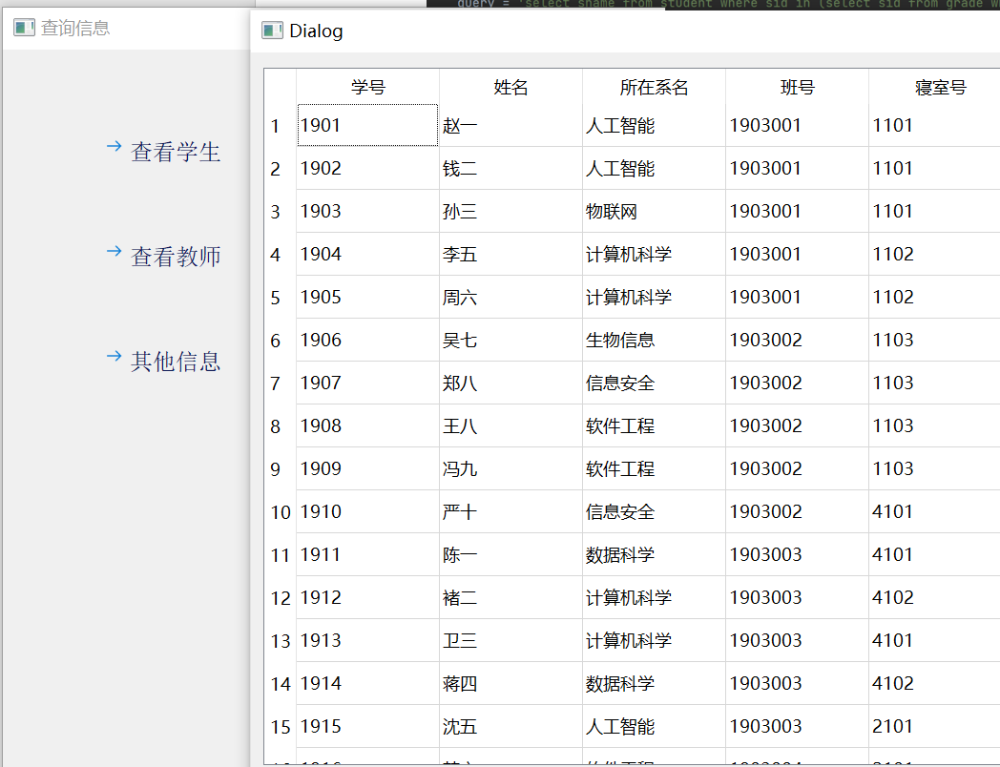 query = 'select sname from student where sid in (select sid from grade w
查询信息
Dialog
查看学生
查看教师
其他信息
学号 姓名 所在系名 班号 寝室号
1 1901 赵一 人工智能 1903001 1101
2 1902 钱二 人工智能 1903001 1101
3 1903 孙三 物联网 1903001 1101
4 1904 李五 计算机科学 1903001 1102
5 1905 周六 计算机科学 1903001 1102
6 1906 吴七 生物信息 1903002 1103
7 1907 郑八 信息安全 1903002 1103
8 1908 王八 软件工程 1903002 1103
9 1909 冯九 软件工程 1903002 1103
10 1910 严十 信息安全 1903002 4101
11 1911 陈一 数据科学 1903003 4101
12 1912 褚二 计算机科学 1903003 4102
13 1913 卫三 计算机科学 1903003 4101
14 1914 蒋四 数据科学 1903003 4102
15 1915 沈五 人工智能 1903003 2101